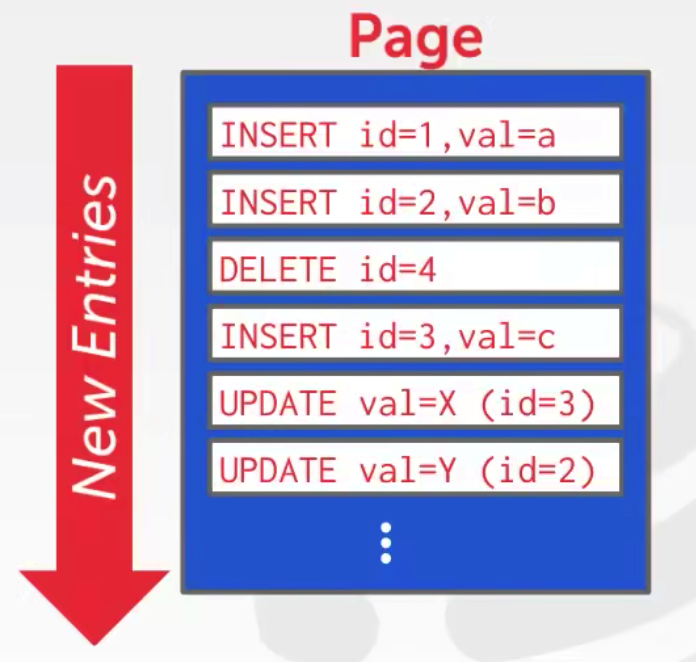 Page
New Entries
INSERT id=1,val=a
INSERT id=2,val=b
DELETE id=4
INSERT id=3,val=c
UPDATE val=X (id=3)
UPDATE val=Y (id=2)
⋮